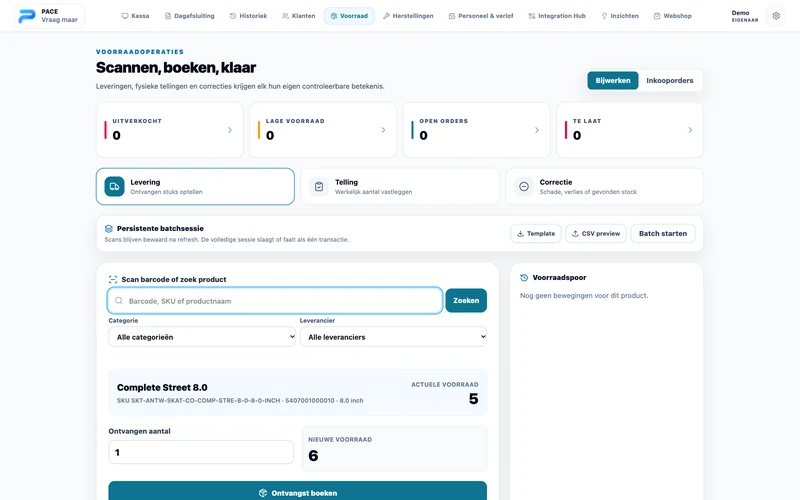 PACE
Vraag maar
Kassa
Dagafsluiting
Historiek
Klanten
Voorraad
Herstellingen
Personeel & verlof
Integration Hub
Inzichten
Webshop
Demo
EIGENAAR
VOORRAADOPERATIES
Scannen, boeken, klaar
Leveringen, fysieke tellingen en correcties krijgen elk hun eigen controleerbare betekenis.
Bijwerken
Inkooporders
UITVERKOCHT
0
LAGE VOORRAAD
0
OPEN ORDERS
0
TE LAAT
0
Levering
Ontvangen stuks optellen
Telling
Werkelijk aantal vastleggen
Correctie
Schade, verlies of gevonden stock
Persistente batchsessie
Scans blijven bewaard na refresh. De volledige sessie slaagt of faalt als één transactie.
Template
CSV preview
Batch starten
Scan barcode of zoek product
Barcode, SKU of productnaam
Zoeken
Categorie
Leverancier
Alle categorieën
Alle leveranciers
Complete Street 8.0
SKU SKT-ANTW-SKAT-CO-COMP-STRE-8-0-8-0-INCH · 5407001000010 · 8.0 inch
ACTUELE VOORRAAD
5
Ontvangen aantal
1
NIEUWE VOORRAAD
6
Ontvangst boeken
Voorraadspoor
Nog geen bewegingen voor dit product.